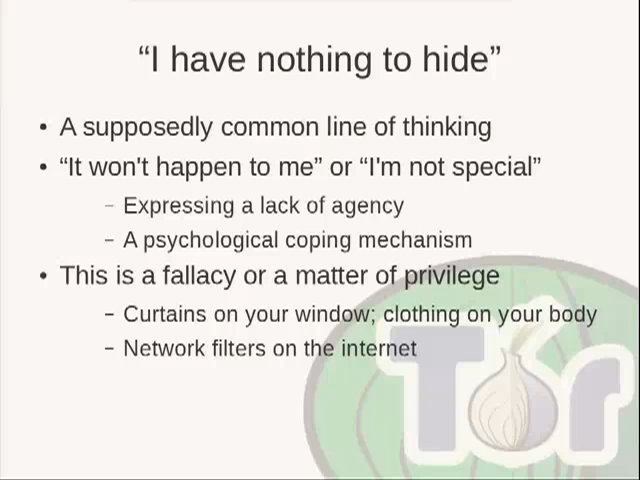 “I have nothing to hide”
• A supposedly common line of thinking
• “It won't happen to me” or “I'm not special”
– Expressing a lack of agency
– A psychological coping mechanism
• This is a fallacy or a matter of privilege
– Curtains on your window; clothing on your body
– Network filters on the internet
Tor